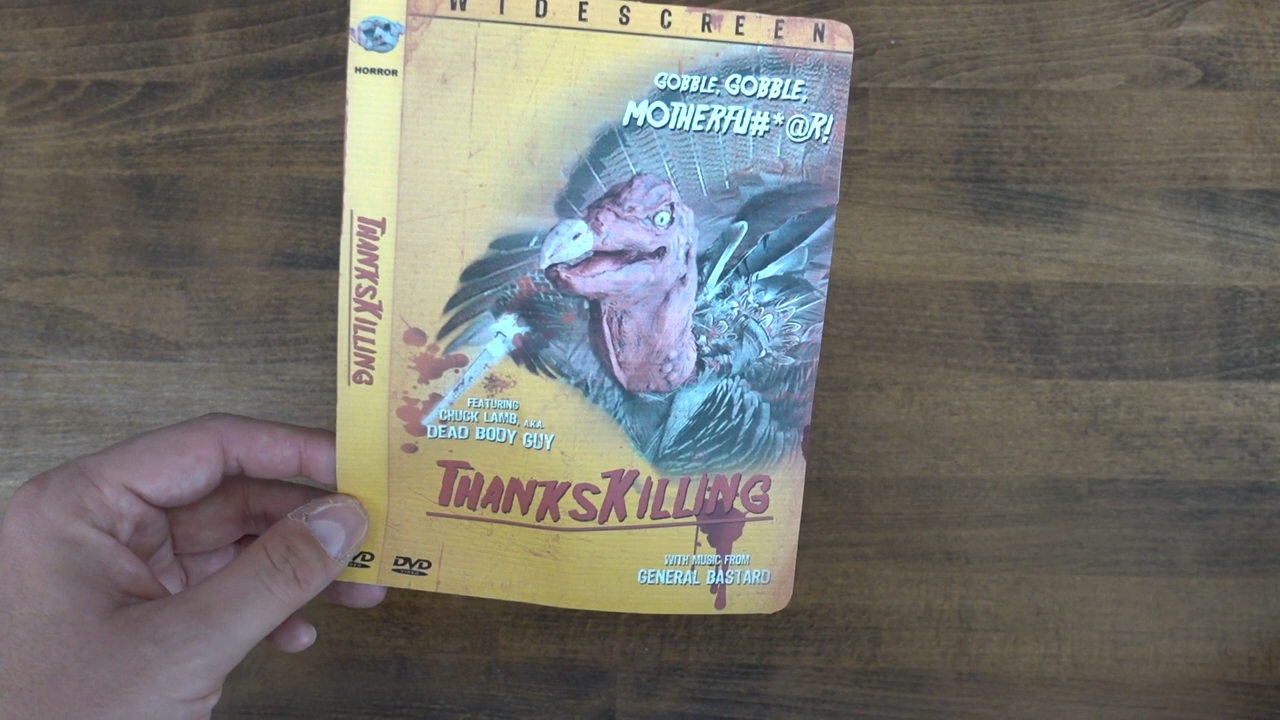 WIDESCREEN
HORROR
GOBBLE, GOBBLE,
MOTHERFU#*@R!
THANKSKILLING
FEATURING
CHUCK LAMB, A.K.A.
DEAD BODY GUY
THANKSKILLING
WITH MUSIC FROM
GENERAL BASTARD
DVD
VIDEO